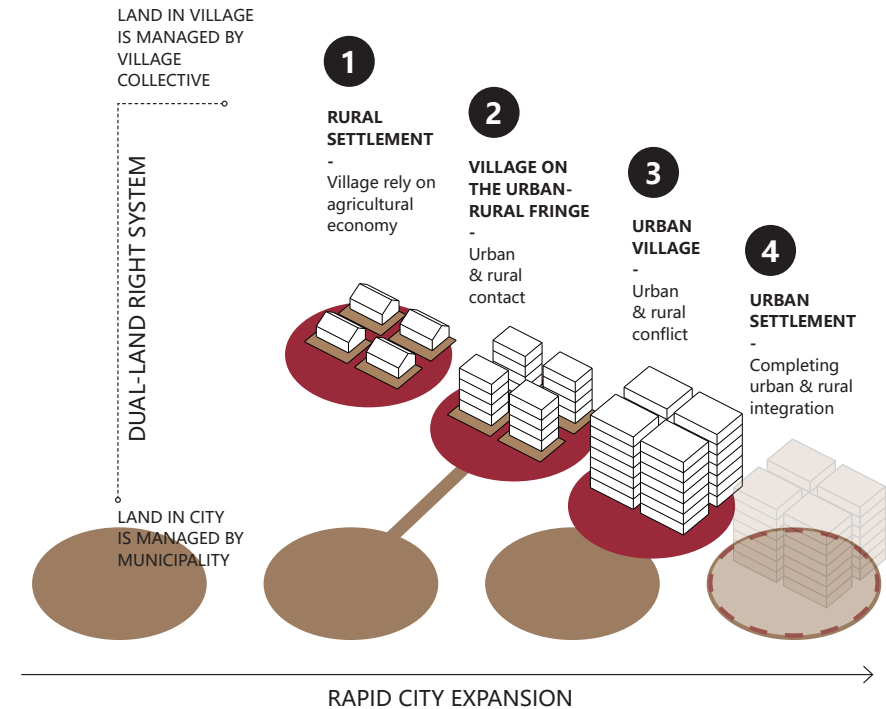 LAND IN VILLAGE
IS MANAGED BY
VILLAGE
COLLECTIVE
DUAL-LAND RIGHT SYSTEM
LAND IN CITY
IS MANAGED BY
MUNICIPALITY
1
RURAL
SETTLEMENT
-
Village rely on
agricultural
economy
2
VILLAGE ON
THE URBAN-
RURAL FRINGE
-
Urban
& rural
contact
3
URBAN
VILLAGE
-
Urban
& rural
conflict
4
URBAN
SETTLEMENT
-
Completing
urban & rural
integration
RAPID CITY EXPANSION